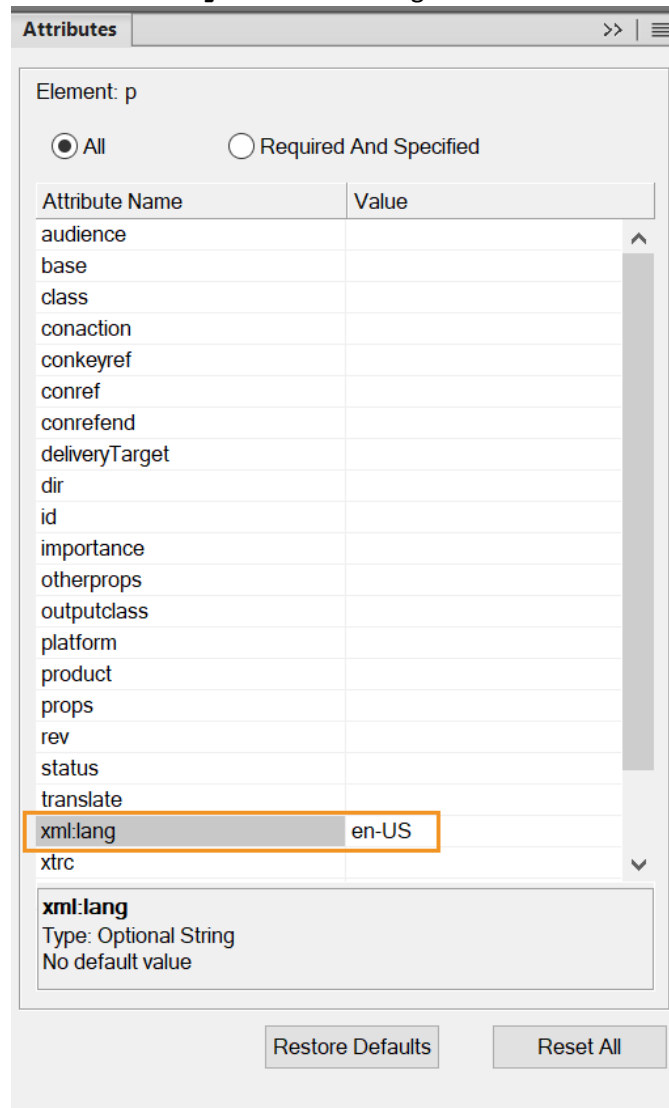 Attributes >>
Element: p
All Required And Specified
Attribute Name Value
audience
base
class
conaction
conkeyref
conref
conrefend
deliveryTarget
dir
id
importance
otherprops
outputclass
platform
product
props
rev
status
translate
xml:lang en-US
xtrc
xml:lang
Type: Optional String
No default value
Restore Defaults Reset All